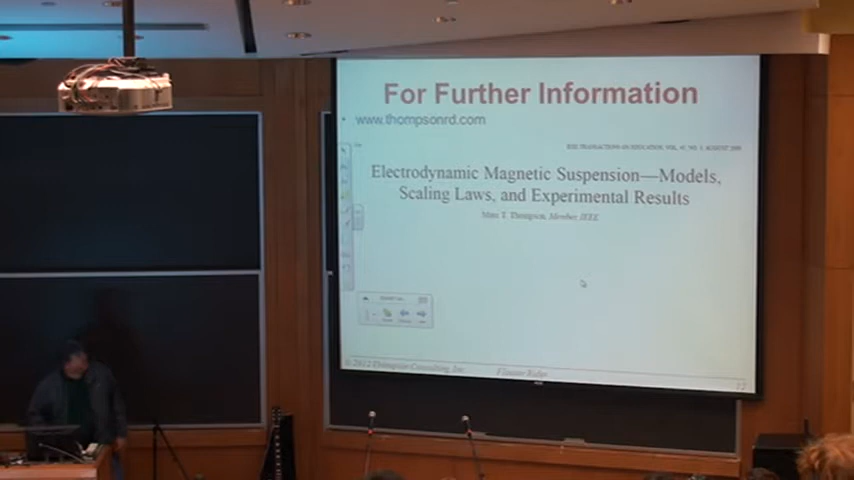 For Further Information
• www.thompsonrd.com
IEEE TRANSACTIONS ON EDUCATION, VOL. 43, NO. 3, AUGUST 2000
Electrodynamic Magnetic Suspension—Models,
Scaling Laws, and Experimental Results
Marc T. Thompson, Member, IEEE
© 2012 Thompson Consulting, Inc.